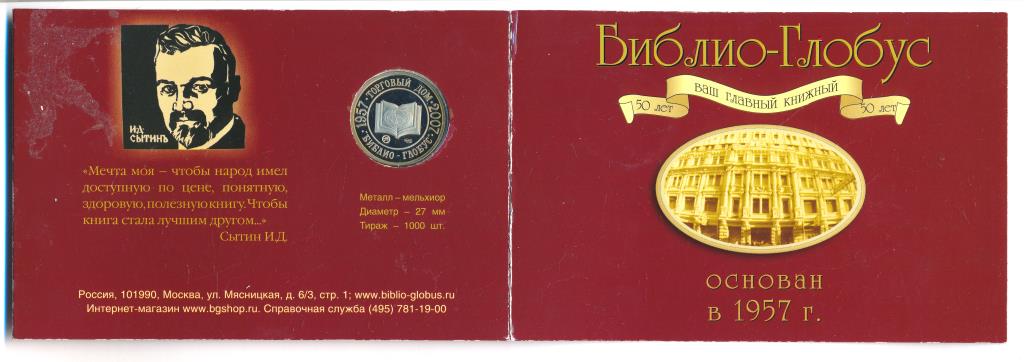 И.Д.
СЫТИНЪ
«Мечта моя – чтобы народ имел
доступную по цене, понятную,
здоровую, полезную книгу. Чтобы
книга стала лучшим другом...»
Сытин И.Д.
1957 • ТОРГОВЫЙ ДОМ • 2007
• БИБЛИО - ГЛОБУС •
Металл – мельхиор
Диаметр – 27 мм
Тираж – 1000 шт.
Россия, 101990, Москва, ул. Мясницкая, д. 6/3, стр. 1; www.biblio-globus.ru
Интернет-магазин www.bgshop.ru. Справочная служба (495) 781-19-00
Библио-Глобус
ваш главный книжный
50 лет
50 лет
основан
в 1957 г.